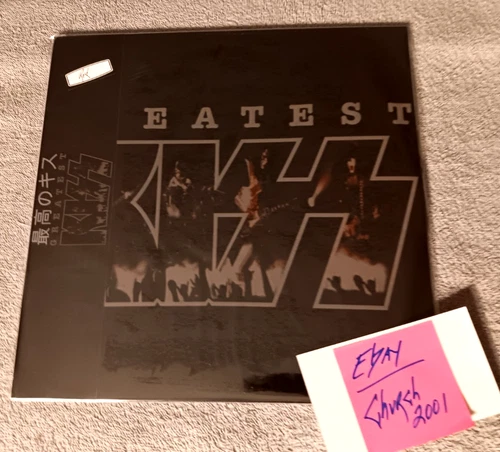 EATEST
KISS
最高のキス
GREATEST
KISS
Ebay
Church
2001